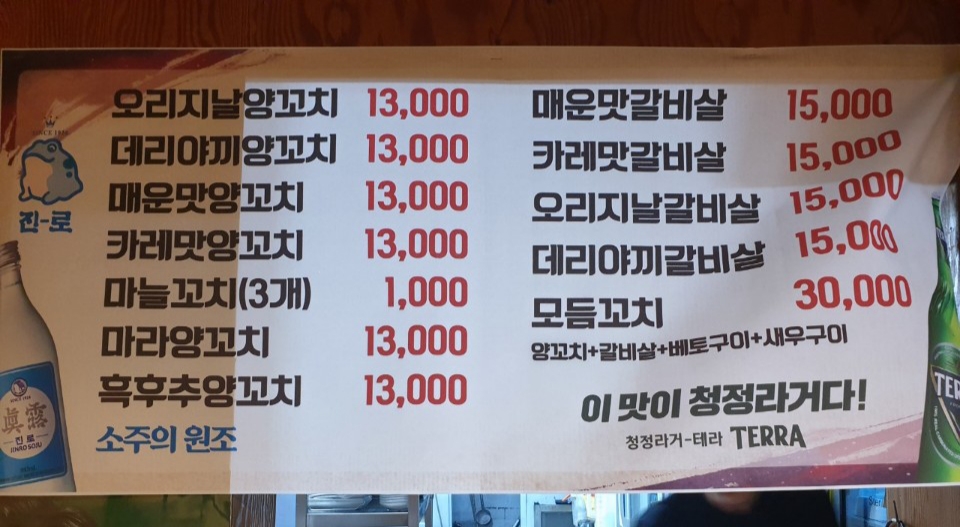 오리지날양꼬치 13,000
데리야끼양꼬치 13,000
매운맛양꼬치 13,000
카레맛양꼬치 13,000
마늘꼬치(3개) 1,000
마라양꼬치 13,000
흑후추양꼬치 13,000
소주의 원조
매운맛갈비살 15,000
카레맛갈비살 15,000
오리지날갈비살 15,000
데리야끼갈비살 15,000
모듬꼬치 30,000
양꼬치+갈비살+베토구이+새우구이
이 맛이 청정라거다!
청정라거-테라 TERRA
진-로
眞露
진로
JINRO SOJU
TER